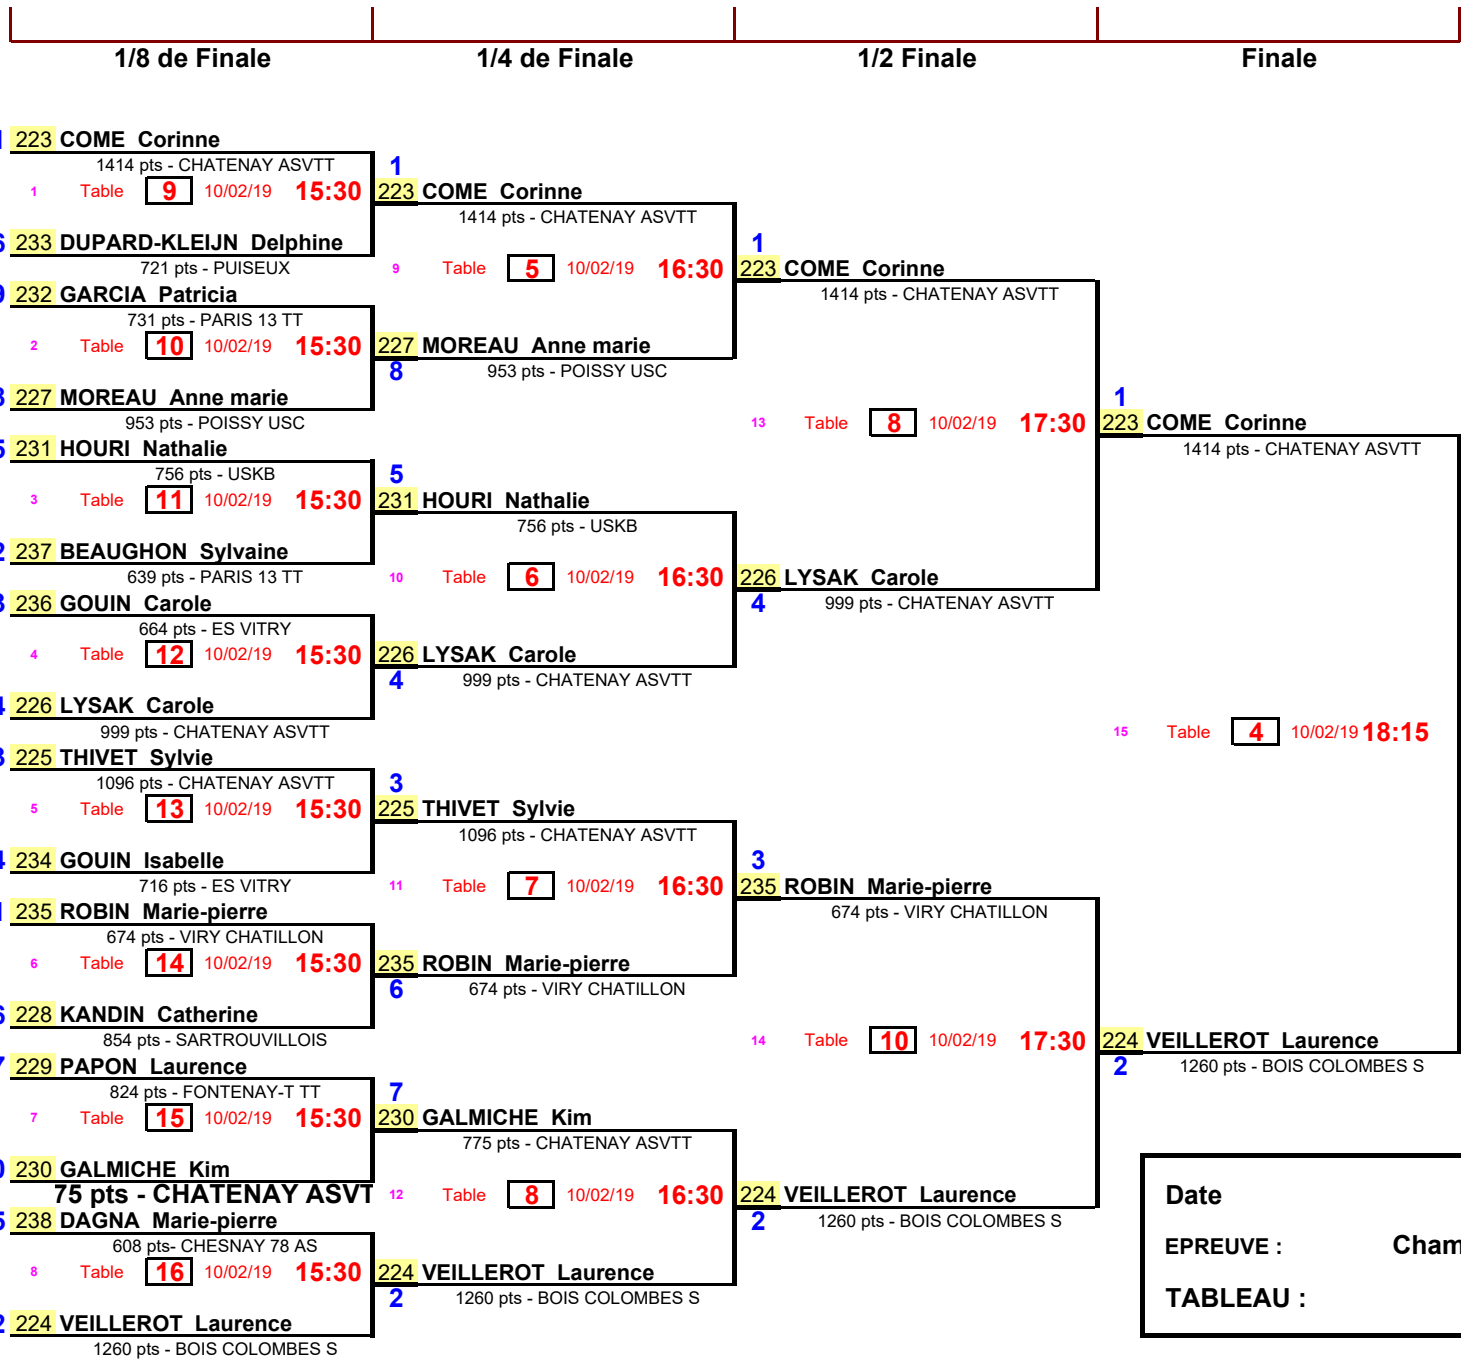 1/8 de Finale 1/4 de Finale 1/2 Finale Finale
223 COME Corinne
1414 pts - CHATENAY ASVTT
1 Table 9 10/02/19 15:30
233 DUPARD-KLEIJN Delphine
721 pts - PUISEUX
232 GARCIA Patricia
731 pts - PARIS 13 TT
2 Table 10 10/02/19 15:30
227 MOREAU Anne marie
953 pts - POISSY USC
231 HOURI Nathalie
756 pts - USKB
3 Table 11 10/02/19 15:30
237 BEAUGHON Sylvaine
639 pts - PARIS 13 TT
236 GOUIN Carole
664 pts - ES VITRY
4 Table 12 10/02/19 15:30
226 LYSAK Carole
999 pts - CHATENAY ASVTT
225 THIVET Sylvie
1096 pts - CHATENAY ASVTT
5 Table 13 10/02/19 15:30
234 GOUIN Isabelle
716 pts - ES VITRY
235 ROBIN Marie-pierre
674 pts - VIRY CHATILLON
6 Table 14 10/02/19 15:30
228 KANDIN Catherine
854 pts - SARTROUVILLOIS
229 PAPON Laurence
824 pts - FONTENAY-T TT
7 Table 15 10/02/19 15:30
230 GALMICHE Kim
75 pts - CHATENAY ASVT
238 DAGNA Marie-pierre
608 pts- CHESNAY 78 AS
8 Table 16 10/02/19 15:30
224 VEILLEROT Laurence
1260 pts - BOIS COLOMBES S
1
223 COME Corinne
1414 pts - CHATENAY ASVTT
9 Table 5 10/02/19 16:30
227 MOREAU Anne marie
8 953 pts - POISSY USC
5
231 HOURI Nathalie
756 pts - USKB
10 Table 6 10/02/19 16:30
226 LYSAK Carole
4 999 pts - CHATENAY ASVTT
3
225 THIVET Sylvie
1096 pts - CHATENAY ASVTT
11 Table 7 10/02/19 16:30
235 ROBIN Marie-pierre
6 674 pts - VIRY CHATILLON
7
230 GALMICHE Kim
775 pts - CHATENAY ASVTT
12 Table 8 10/02/19 16:30
224 VEILLEROT Laurence
2 1260 pts - BOIS COLOMBES S
1
223 COME Corinne
1414 pts - CHATENAY ASVTT
13 Table 8 10/02/19 17:30
226 LYSAK Carole
4 999 pts - CHATENAY ASVTT
3
235 ROBIN Marie-pierre
674 pts - VIRY CHATILLON
14 Table 10 10/02/19 17:30
224 VEILLEROT Laurence
2 1260 pts - BOIS COLOMBES S
1
223 COME Corinne
1414 pts - CHATENAY ASVTT
15 Table 4 10/02/19 18:15
224 VEILLEROT Laurence
2 1260 pts - BOIS COLOMBES S
Date
EPREUVE : Cham
TABLEAU :